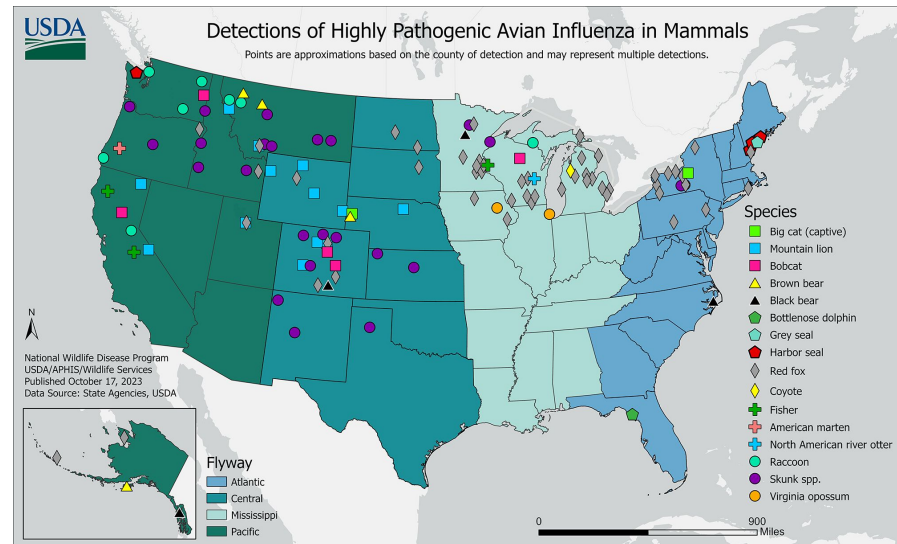 USDA
Detections of Highly Pathogenic Avian Influenza in Mammals
Points are approximations based on the county of detection and may represent multiple detections.
Species
Big cat (captive)
Mountain lion
Bobcat
Brown bear
Black bear
Bottlenose dolphin
Grey seal
Harbor seal
Red fox
Coyote
Fisher
American marten
North American river otter
Raccoon
Skunk spp.
Virginia opossum
N
National Wildlife Disease Program
USDA/APHIS/Wildlife Services
Published October 17, 2023
Data Source: State Agencies, USDA
Flyway
Atlantic
Central
Mississippi
Pacific
0 900
Miles